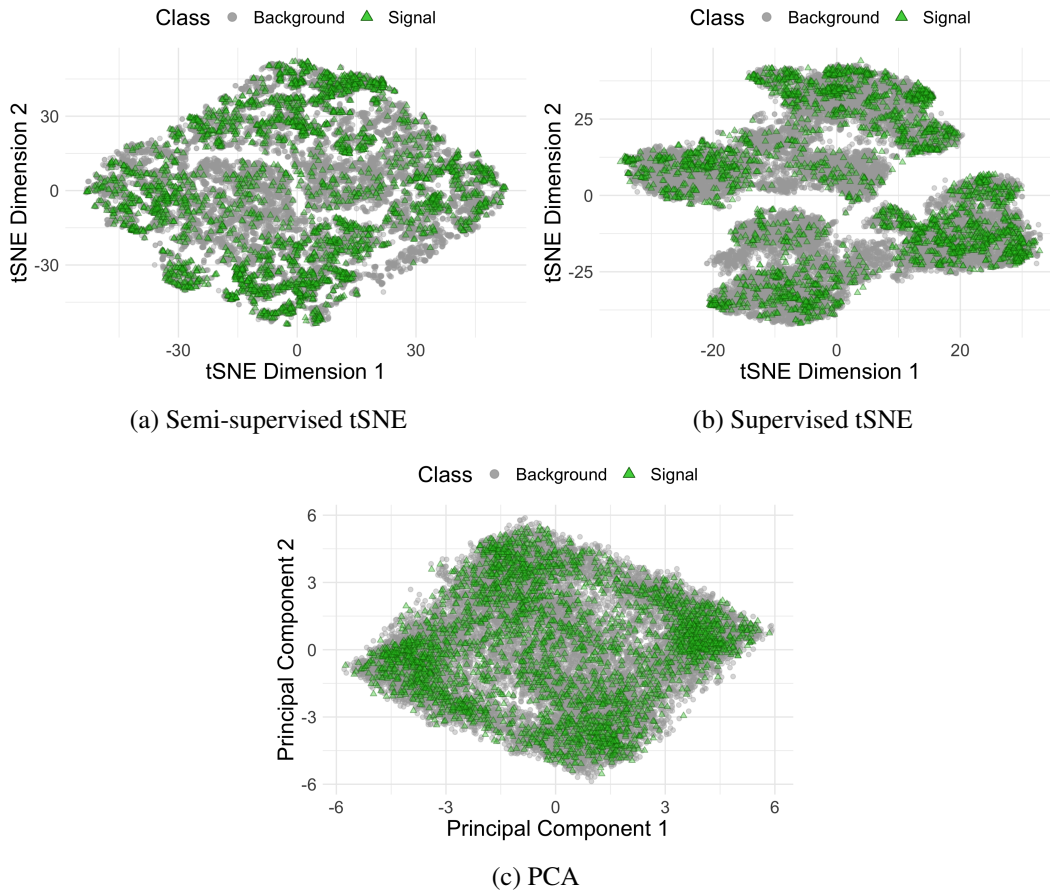 Class Background Signal
tSNE Dimension 2
30
0
-30
-30 0 30
tSNE Dimension 1
(a) Semi-supervised tSNE
Class Background Signal
tSNE Dimension 2
25
0
-25
-20 0 20
tSNE Dimension 1
(b) Supervised tSNE
Class Background Signal
Principal Component 2
6
3
0
-3
-6
-6 -3 0 3 6
Principal Component 1
(c) PCA